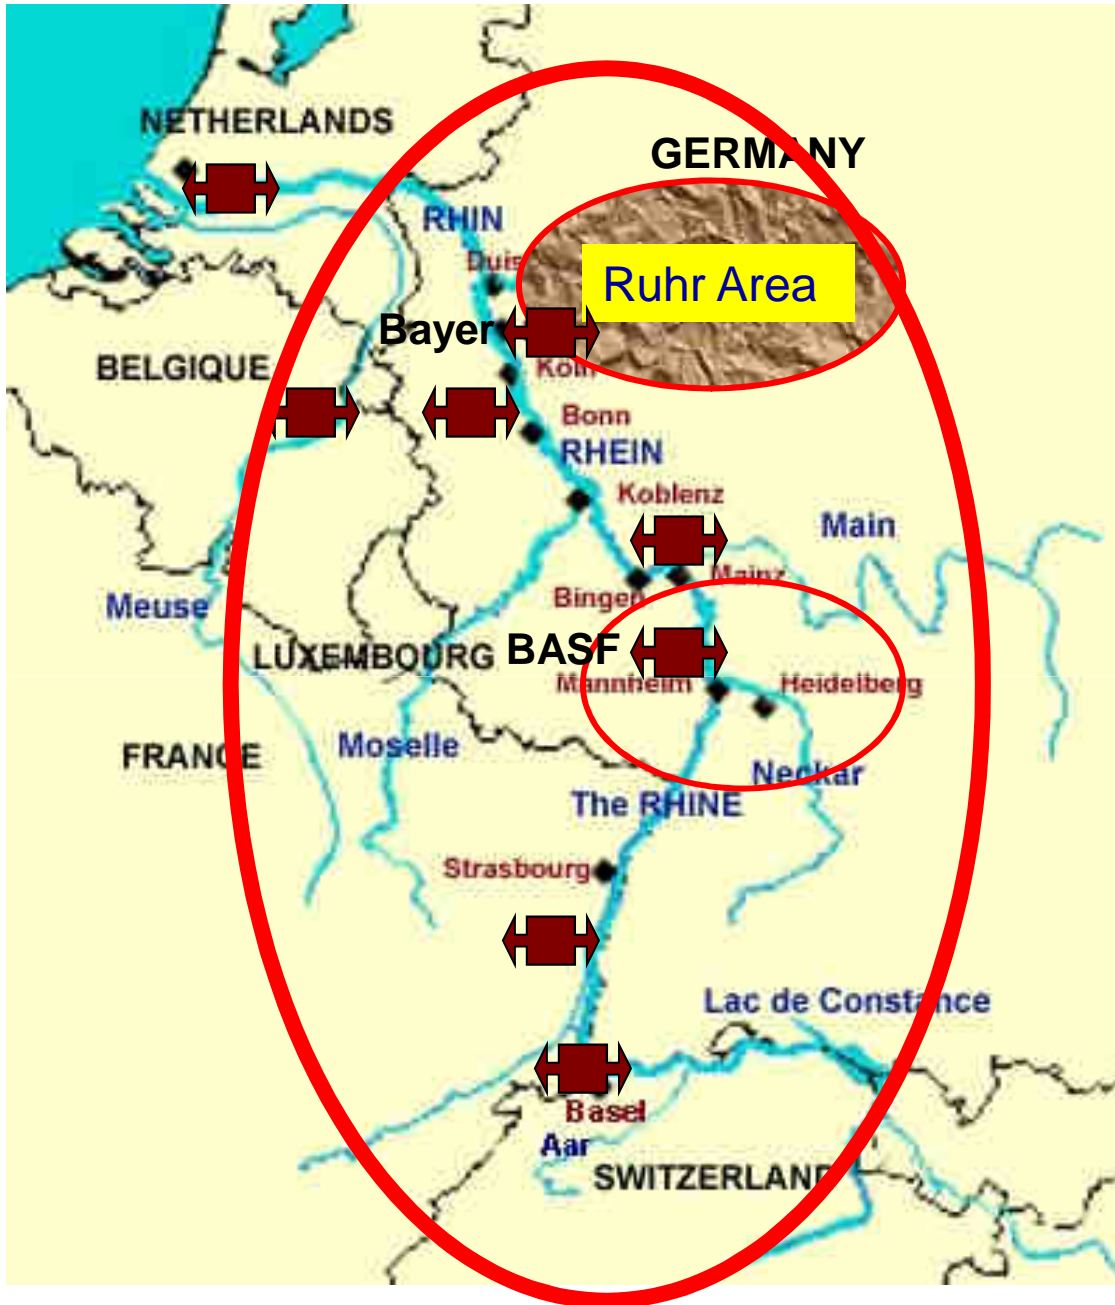 NETHERLANDS
GERMANY
RHIN
Duis
Ruhr Area
Bayer
BELGIQUE
Köln
Bonn
RHEIN
Koblenz
Main
Mainz
Bingen
Meuse
LUXEMBOURG
BASF
Mannheim
Heidelberg
FRANCE
Moselle
Neckar
The RHINE
Strasbourg
Lac de Constance
Basel
Aar
SWITZERLAND